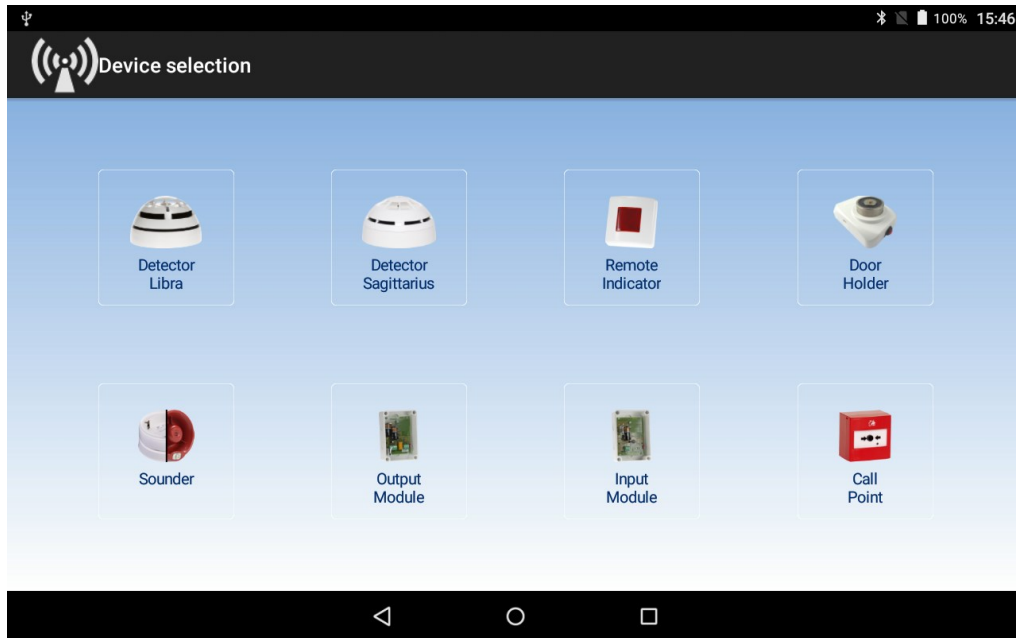 100% 15:46
Device selection
Detector
Libra
Detector
Sagittarius
Remote
Indicator
Door
Holder
Sounder
Output
Module
Input
Module
Call
Point